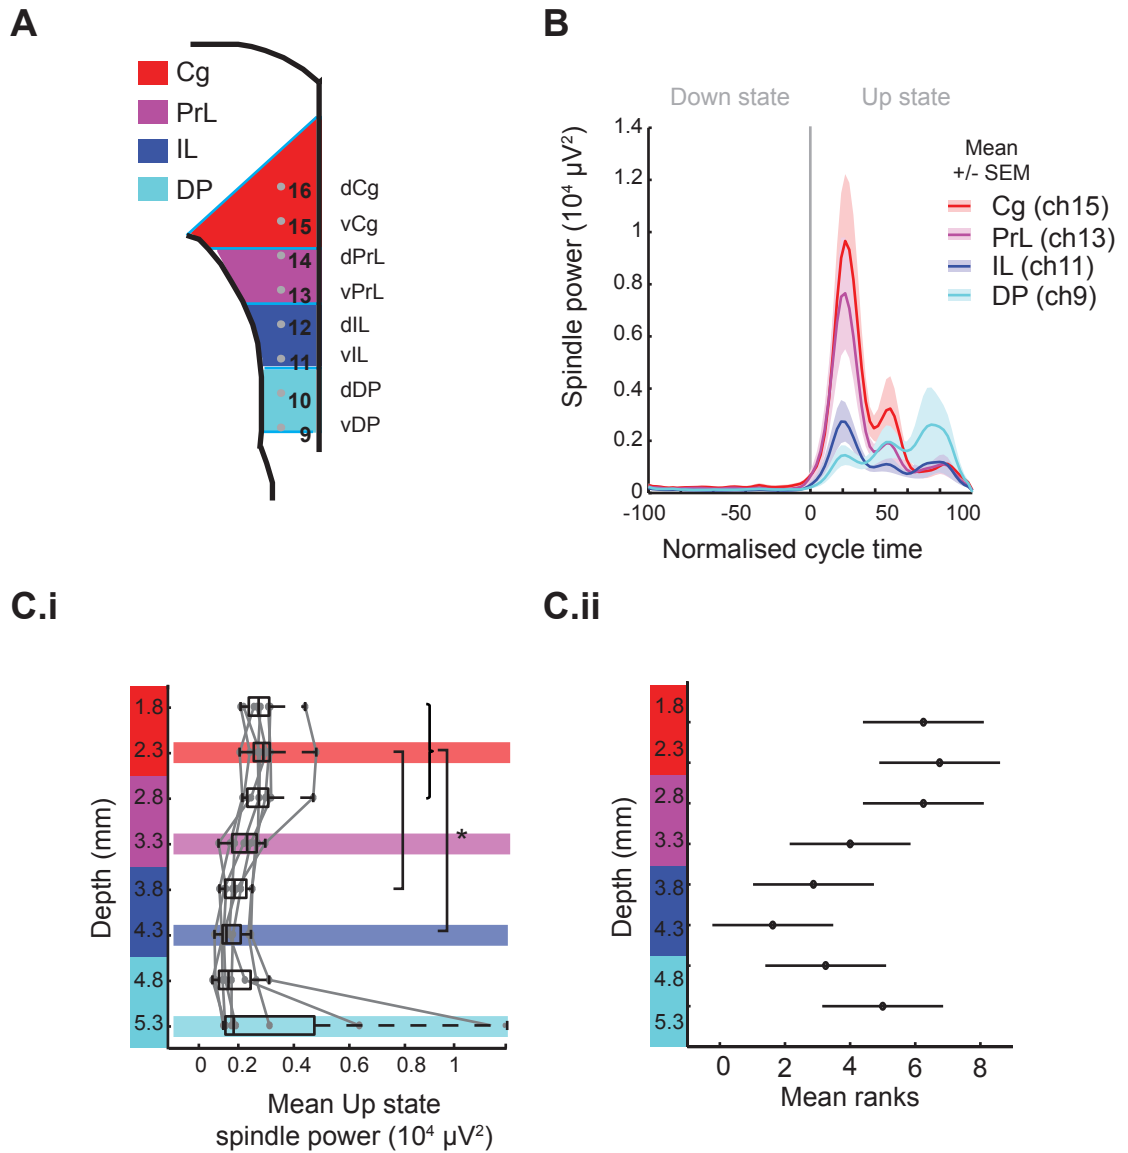 A
Cg
PrL
IL
DP
16
15
14
13
12
11
10
9
dCg
vCg
dPrL
vPrL
dIL
vIL
dDP
vDP
B
Down state
Up state
1.4
1.2
1
0.8
0.6
0.4
0.2
0
Spindle power (10⁴ µV²)
-100
-50
0
50
100
Normalised cycle time
Mean
+/- SEM
Cg (ch15)
PrL (ch13)
IL (ch11)
DP (ch9)
C.i
Depth (mm)
1.8
2.3
2.8
3.3
3.8
4.3
4.8
5.3
*
0
0.2
0.4
0.8
1
Mean Up state
spindle power (10⁴ µV²)
C.ii
Depth (mm)
1.8
2.3
2.8
3.3
3.8
4.3
4.8
5.3
0
2
4
6
8
Mean ranks